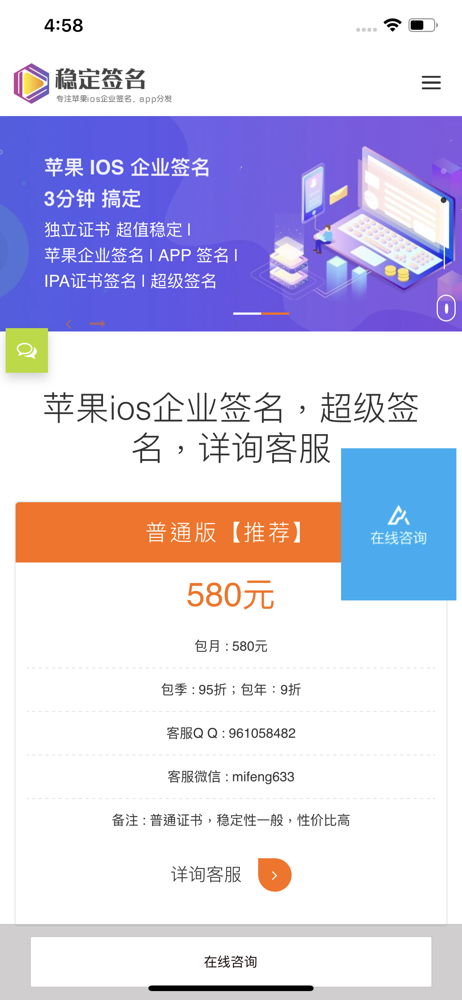 4:58
稳定签名
专注苹果ios企业签名，app分发
苹果 IOS 企业签名
3分钟 搞定
独立证书 超值稳定 |
苹果企业签名 | APP 签名 |
IPA证书签名 | 超级签名
苹果ios企业签名，超级签
名，详询客服
在线咨询
普通版【推荐】
580元
包月 : 580元
包季 : 95折；包年：9折
客服Q Q : 961058482
客服微信 : mifeng633
备注 : 普通证书，稳定性一般，性价比高
详询客服
在线咨询